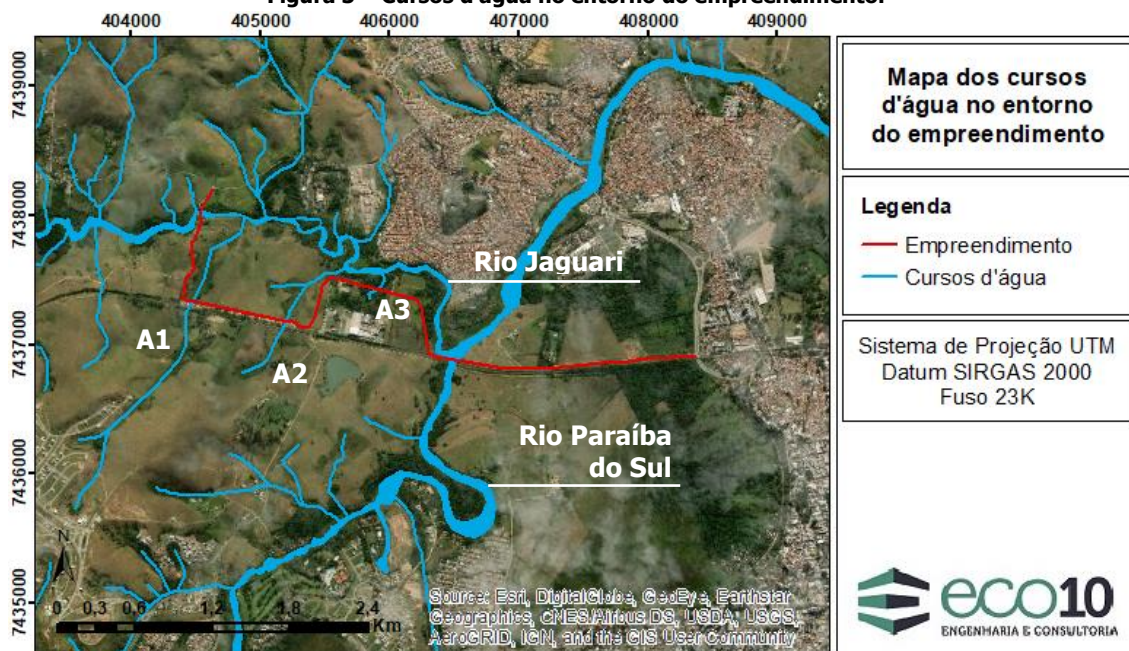 Figura 3 – Cursos d'água no entorno do empreendimento.
404000 405000 406000 407000 408000 409000
7439000
7438000
7437000
7436000
7435000
Rio Jaguari
A1
A2
A3
Rio Paraíba
do Sul
N
0 0,3 0,6 1,2 1,8 2,4
Km
Source: Esri, DigitalGlobe, GeoEye, Earthstar
Geographics, CNES/Airbus DS, USDA, USGS,
AeroGRID, IGN, and the GIS User Community
Mapa dos cursos
d'água no entorno
do empreendimento
Legenda
Empreendimento
Cursos d'água
Sistema de Projeção UTM
Datum SIRGAS 2000
Fuso 23K
eco10
ENGENHARIA E CONSULTORIA